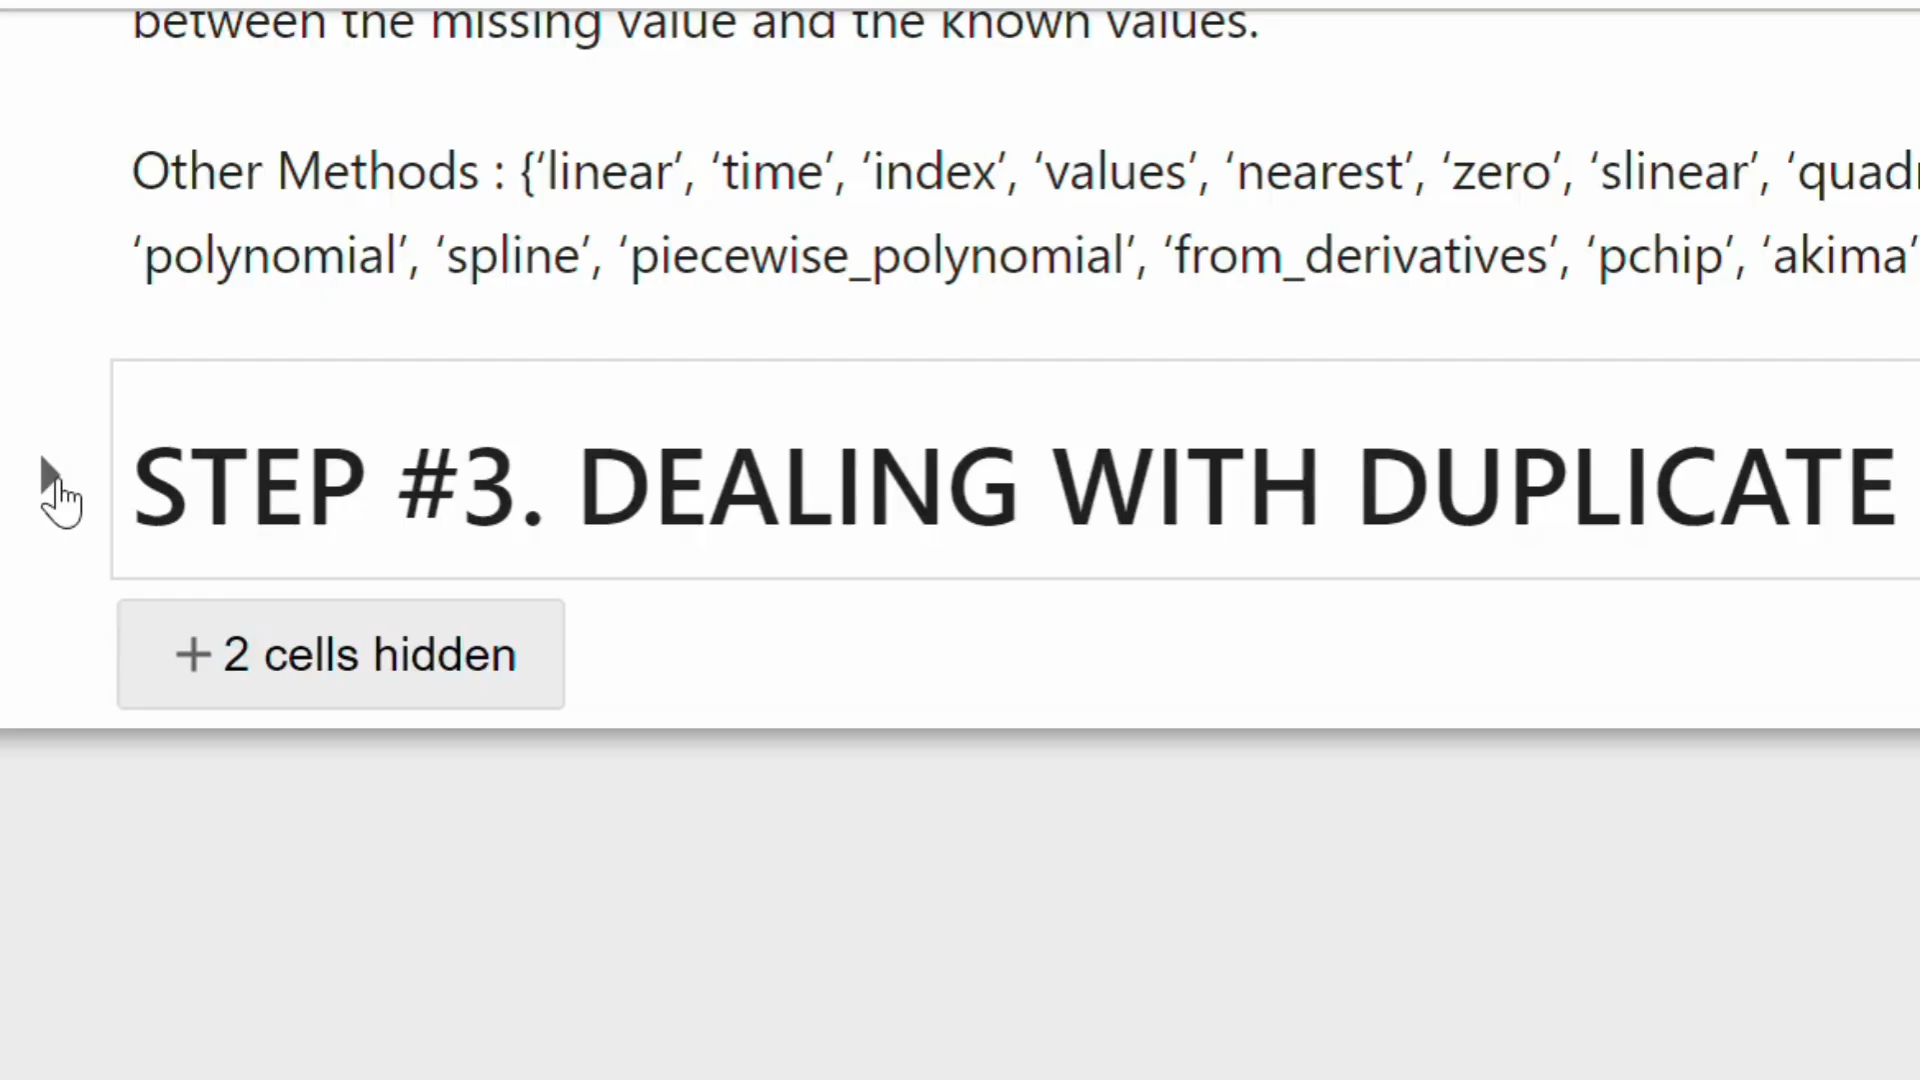 between the missing value and the known values.
Other Methods : {‘linear’, ‘time’, ‘index’, ‘values’, ‘nearest’, ‘zero’, ‘slinear’,
‘polynomial’, ‘spline’, ‘piecewise_polynomial’, ‘from_derivatives’, ‘pchip’, ‘akima’
STEP #3. DEALING WITH DUPLICATE
+ 2 cells hidden